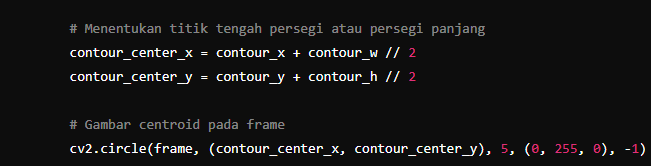 # Menentukan titik tengah persegi atau persegi panjang
contour_center_x = contour_x + contour_w // 2
contour_center_y = contour_y + contour_h // 2
# Gambar centroid pada frame
cv2.circle(frame, (contour_center_x, contour_center_y), 5, (0, 255, 0), -1)